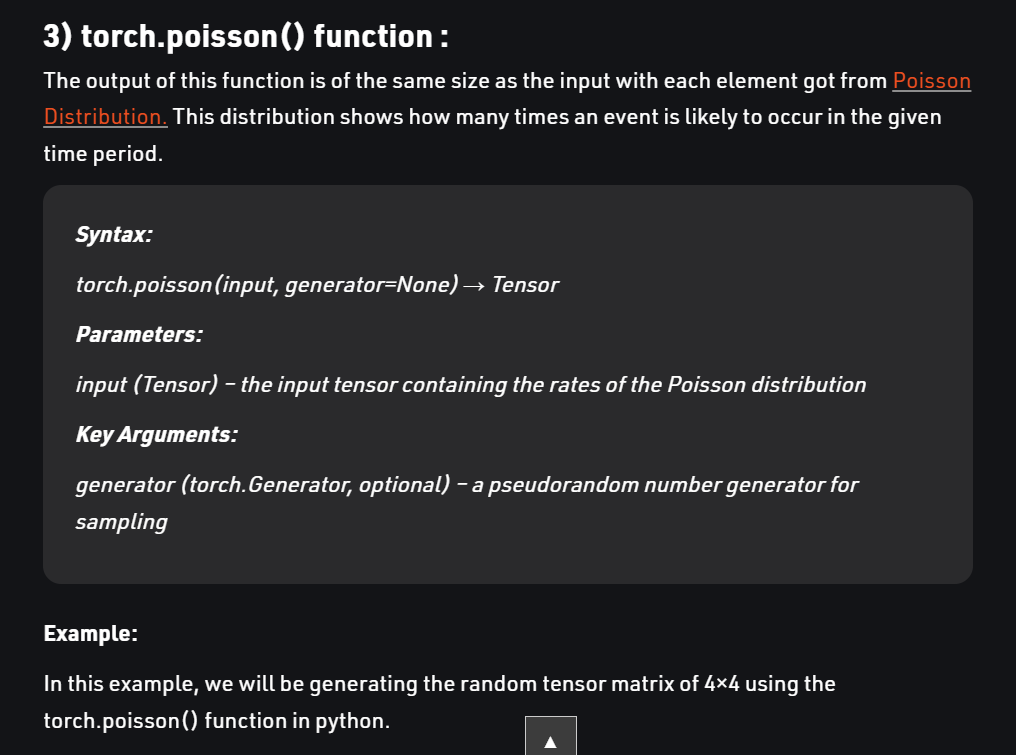 3) torch.poisson() function :
The output of this function is of the same size as the input with each element got from Poisson
Distribution. This distribution shows how many times an event is likely to occur in the given
time period.
Syntax:
torch.poisson(input, generator=None) → Tensor
Parameters:
input (Tensor) – the input tensor containing the rates of the Poisson distribution
Key Arguments:
generator (torch.Generator, optional) – a pseudorandom number generator for
sampling
Example:
In this example, we will be generating the random tensor matrix of 4×4 using the
torch.poisson() function in python.